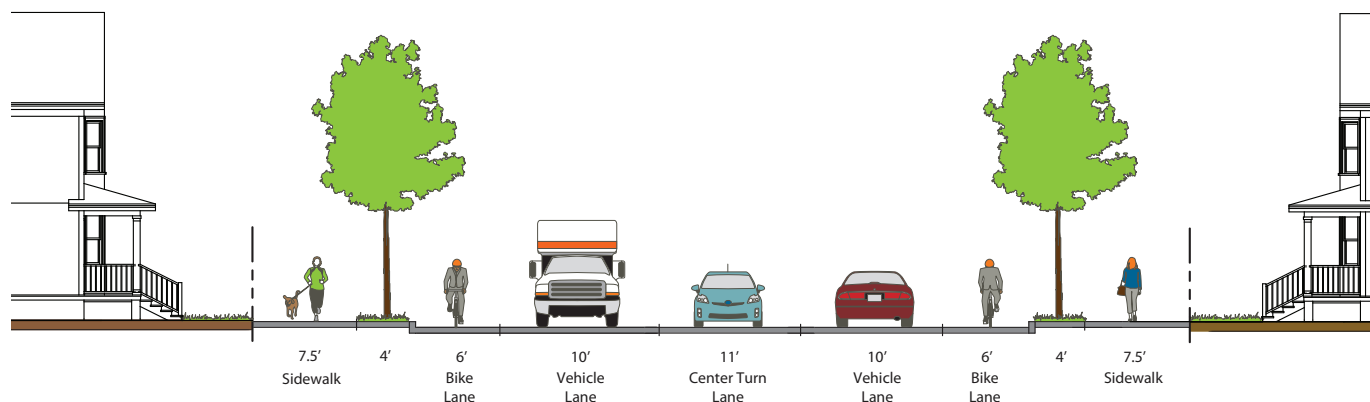 7.5’ 4’ 6’ 10’ 11’ 10’ 6’ 4’ 7.5’
Sidewalk Bike Vehicle Center Turn Vehicle Bike Sidewalk
Lane Lane Lane Lane Lane